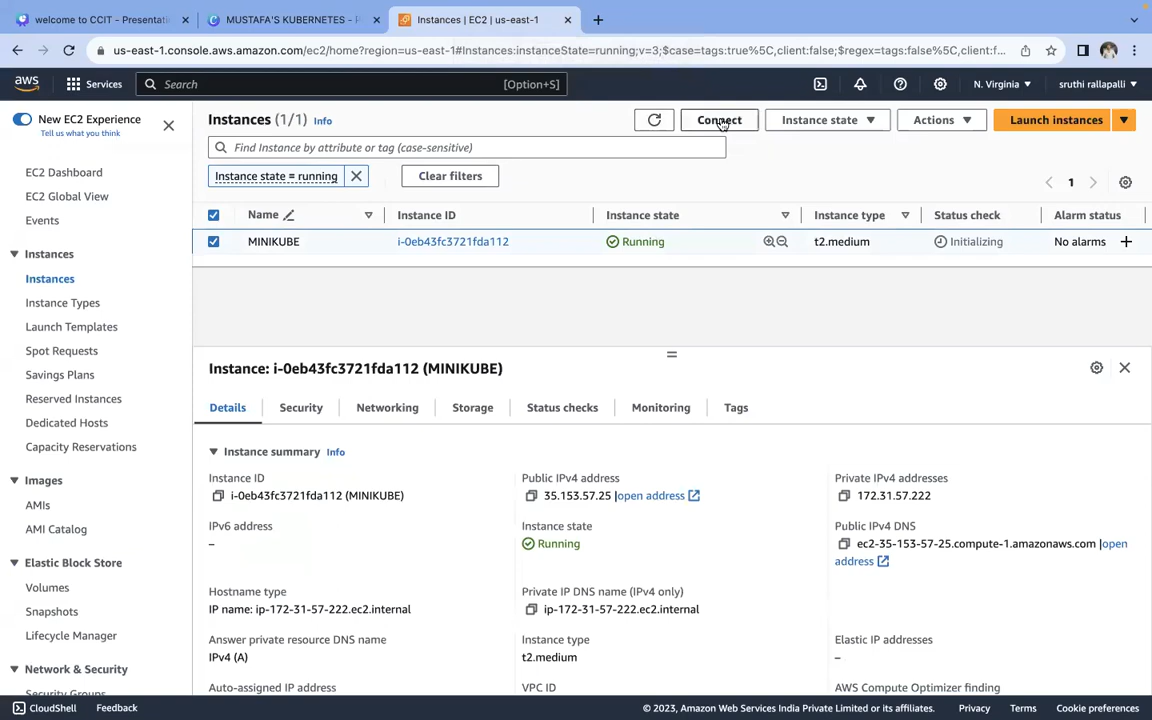 welcome to CCIT - Presentati
MUSTAFA'S KUBERNETES - P
Instances | EC2 | us-east-1
us-east-1.console.aws.amazon.com/ec2/home?region=us-east-1#Instances:instanceState=running;v=3;$case=tags:true%5C,client:false;$regex=tags:false%5C,client:f...
aws
Services
Search
[Option+S]
N. Virginia
sruthi rallapalli
New EC2 Experience
Tell us what you think
EC2 Dashboard
EC2 Global View
Events
Instances
Instances
Instance Types
Launch Templates
Spot Requests
Savings Plans
Reserved Instances
Dedicated Hosts
Capacity Reservations
Images
AMIs
AMI Catalog
Elastic Block Store
Volumes
Snapshots
Lifecycle Manager
Network & Security
Security Groups
Instances (1/1) Info
Connect
Instance state
Actions
Launch instances
Find Instance by attribute or tag (case-sensitive)
Instance state = running
Clear filters
1
Name Instance ID Instance state Instance type Status check Alarm status
MINIKUBE i-0eb43fc3721fda112 Running t2.medium Initializing No alarms +
Instance: i-0eb43fc3721fda112 (MINIKUBE)
Details Security Networking Storage Status checks Monitoring Tags
Instance summary Info
Instance ID
i-0eb43fc3721fda112 (MINIKUBE)
Public IPv4 address
35.153.57.25 |open address
Private IPv4 addresses
172.31.57.222
IPv6 address
–
Instance state
Running
Public IPv4 DNS
ec2-35-153-57-25.compute-1.amazonaws.com |open
address
Hostname type
IP name: ip-172-31-57-222.ec2.internal
Private IP DNS name (IPv4 only)
ip-172-31-57-222.ec2.internal
Answer private resource DNS name
IPv4 (A)
Instance type
t2.medium
Elastic IP addresses
–
Auto-assigned IP address
VPC ID
AWS Compute Optimizer finding
CloudShell
Feedback
© 2023, Amazon Web Services India Private Limited or its affiliates.
Privacy
Terms
Cookie preferences